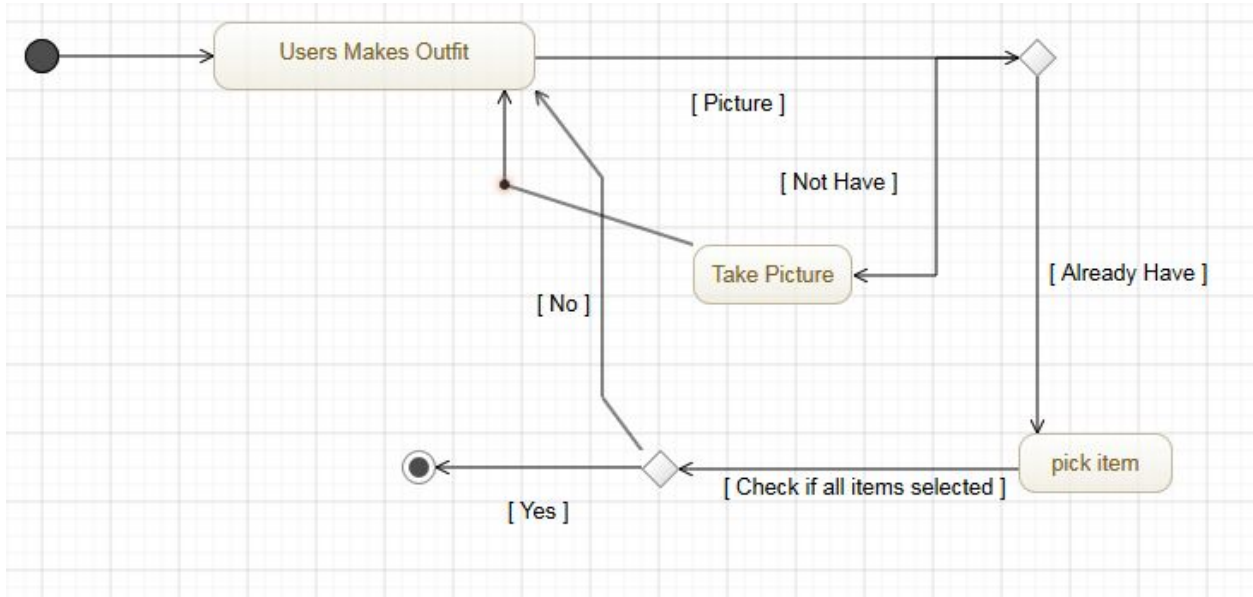 Users Makes Outfit
[ Picture ]
[ Not Have ]
Take Picture
[ Already Have ]
[ No ]
pick item
[ Check if all items selected ]
[ Yes ]